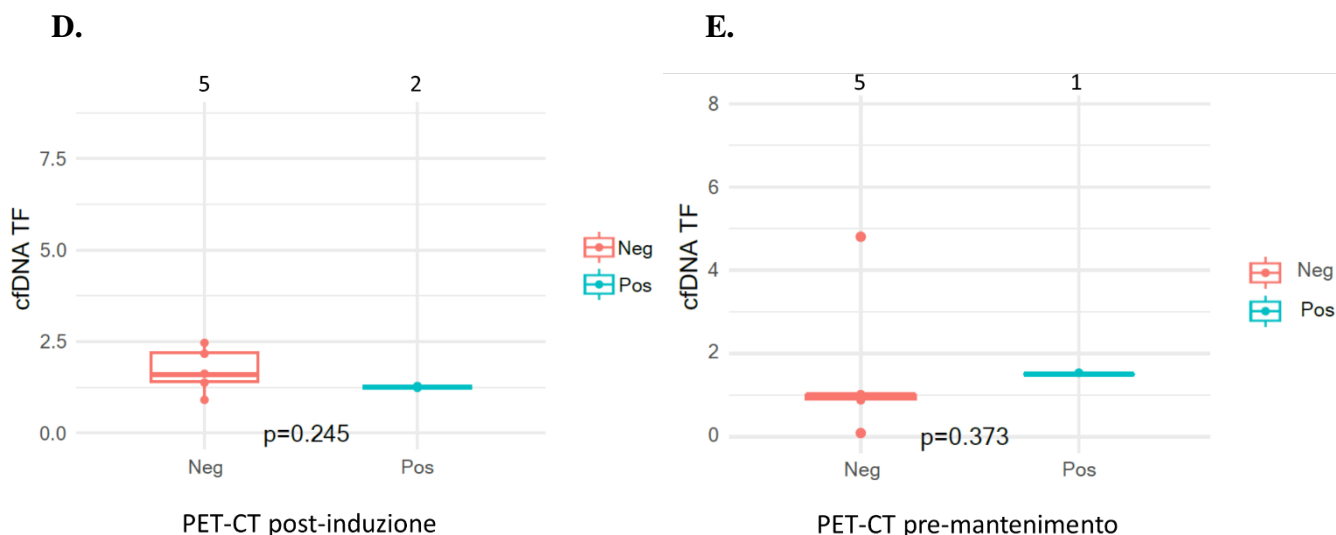 D.
5 2
7.5
5.0
2.5
0.0
cfDNA TF
p=0.245
Neg Pos
Neg
Pos
PET-CT post-induzione
E.
5 1
8
6
4
2
0
cfDNA TF
p=0.373
Neg Pos
Neg
Pos
PET-CT pre-mantenimento